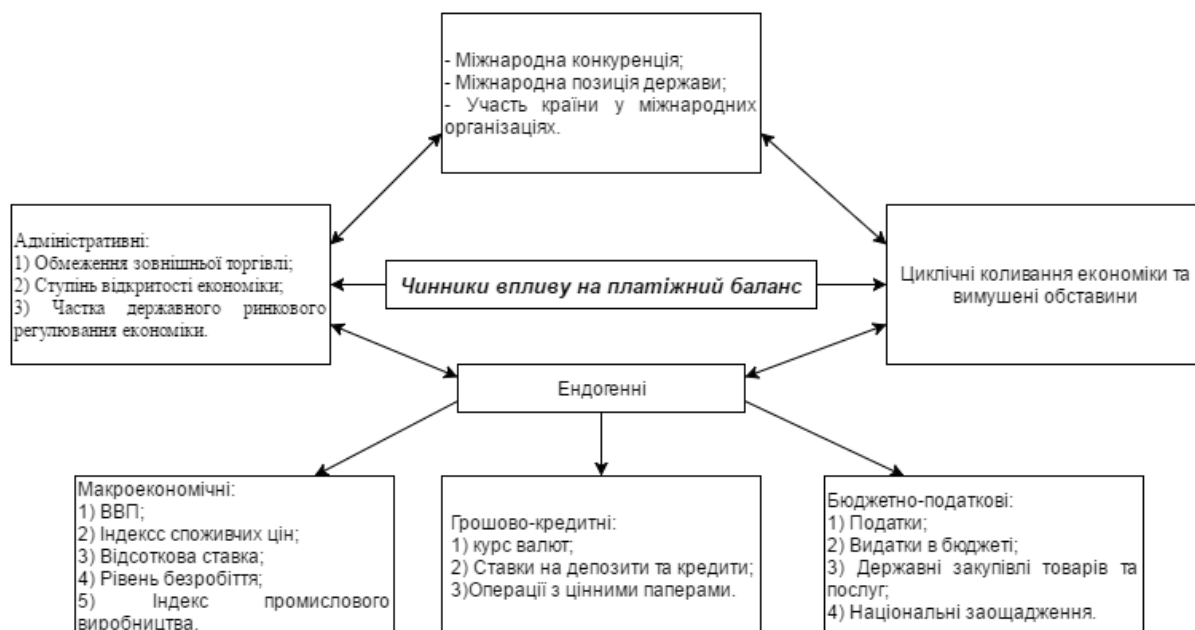 - Міжнародна конкуренція;
- Міжнародна позиція держави;
- Участь країни у міжнародних
організаціях.
Адміністративні:
1) Обмеження зовнішньої торгівлі;
2) Ступінь відкритості економіки;
3) Частка державного ринкового
регулювання економіки.
Чинники впливу на платіжний баланс
Циклічні коливання економіки та
вимушені обставини
Ендогенні
Макроекономічні:
1) ВВП;
2) Індексс споживчих цін;
3) Відсоткова ставка;
4) Рівень безробіття;
5) Індекс промислового
виробництва.
Грошово-кредитні:
1) курс валют;
2) Ставки на депозити та кредити;
3)Операції з цінними паперами.
Бюджетно-податкові:
1) Податки;
2) Видатки в бюджеті;
3) Державні закупівлі товарів та
послуг;
4) Національні заощадження.